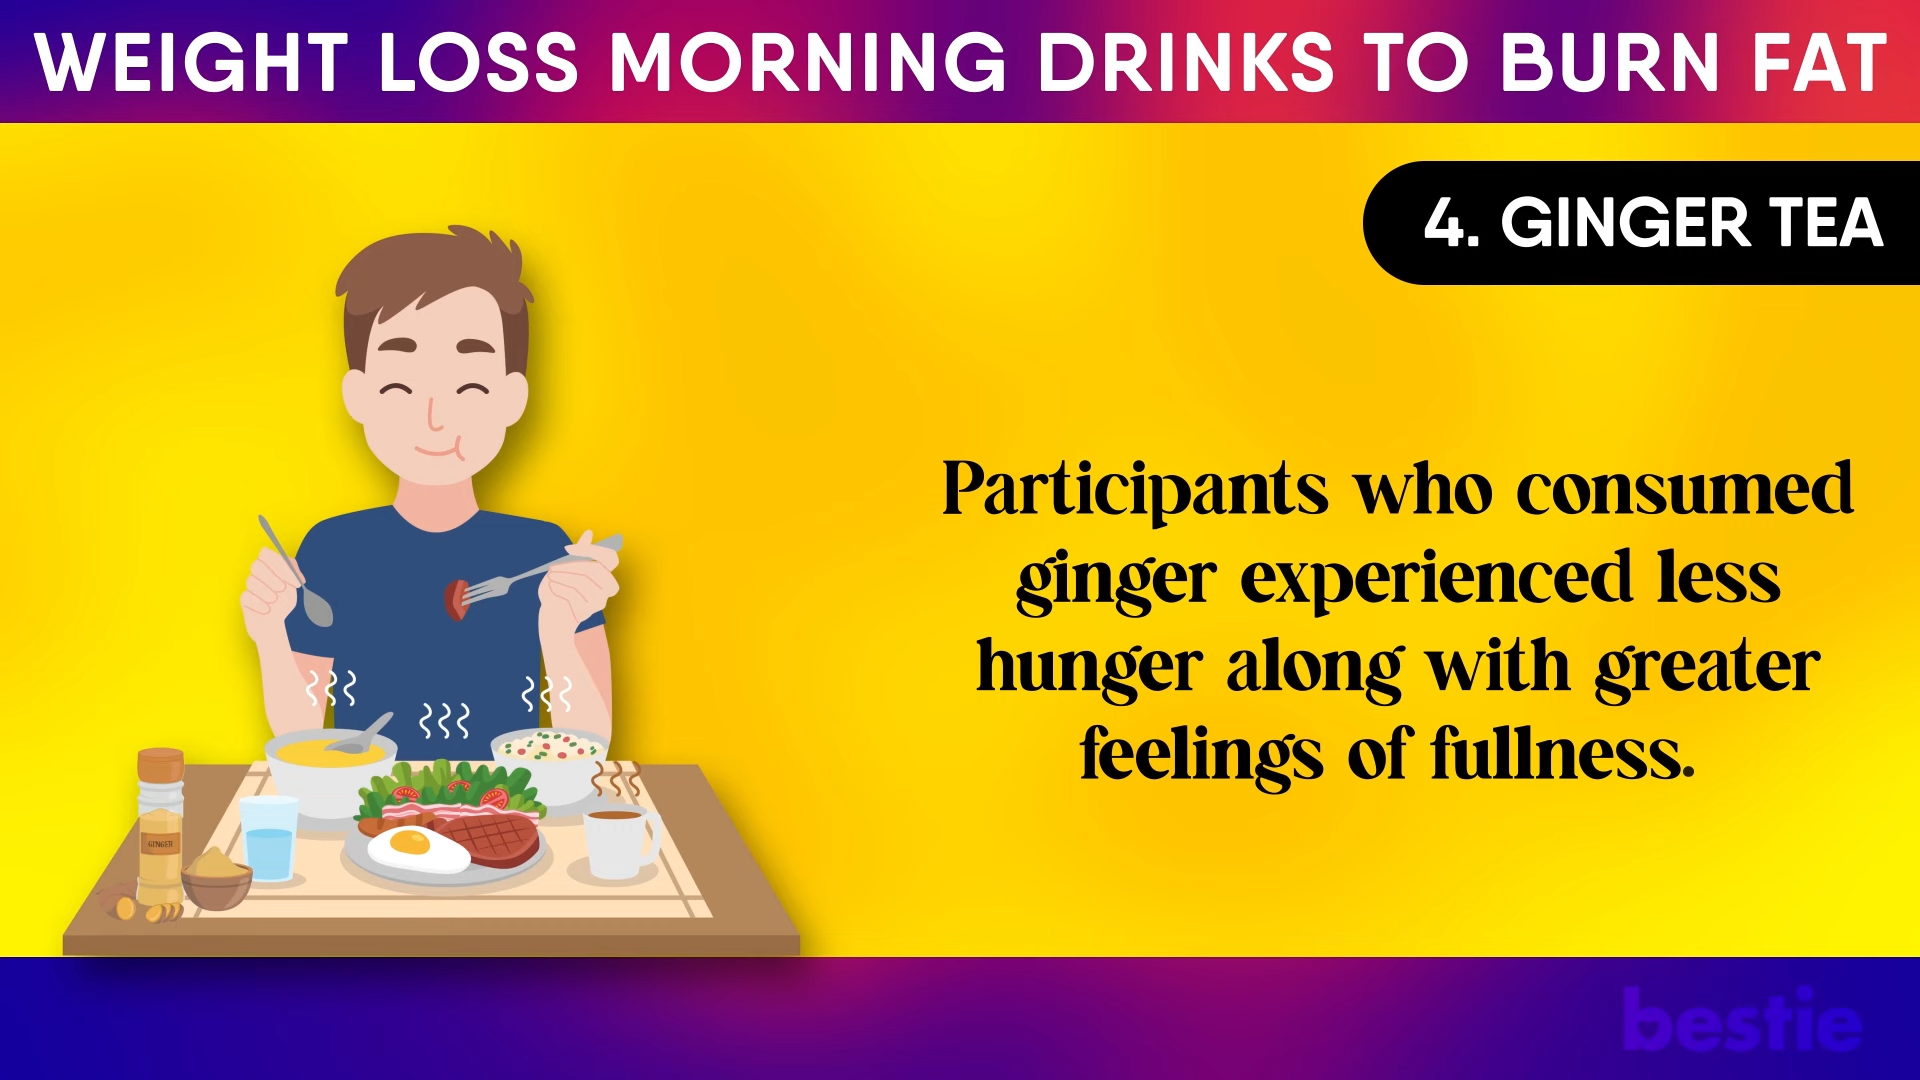 WEIGHT LOSS MORNING DRINKS TO BURN FAT
4. GINGER TEA
Participants who consumed
ginger experienced less
hunger along with greater
feelings of fullness.
GINGER
bestie